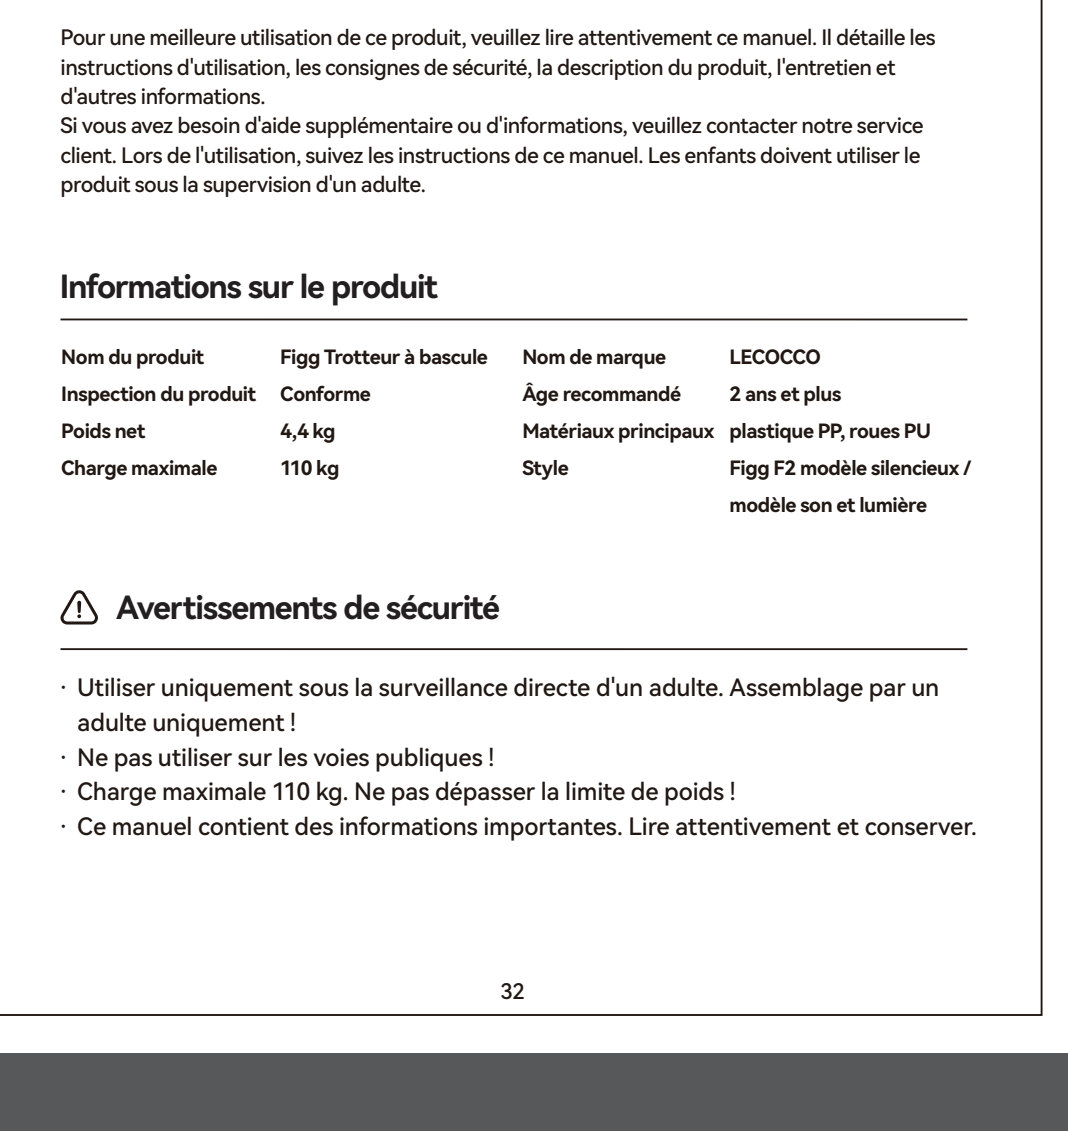 Pour une meilleure utilisation de ce produit, veuillez lire attentivement ce manuel. Il détaille les
instructions d'utilisation, les consignes de sécurité, la description du produit, l'entretien et
d'autres informations.
Si vous avez besoin d'aide supplémentaire ou d'informations, veuillez contacter notre service
client. Lors de l'utilisation, suivez les instructions de ce manuel. Les enfants doivent utiliser le
produit sous la supervision d'un adulte.
Informations sur le produit
Nom du produit Figg Trotteur à bascule Nom de marque LECOCCO
Inspection du produit Conforme Âge recommandé 2 ans et plus
Poids net 4,4 kg Matériaux principaux plastique PP, roues PU
Charge maximale 110 kg Style Figg F2 modèle silencieux /
modèle son et lumière
Avertissements de sécurité
· Utiliser uniquement sous la surveillance directe d'un adulte. Assemblage par un
adulte uniquement !
· Ne pas utiliser sur les voies publiques !
· Charge maximale 110 kg. Ne pas dépasser la limite de poids !
· Ce manuel contient des informations importantes. Lire attentivement et conserver.
32